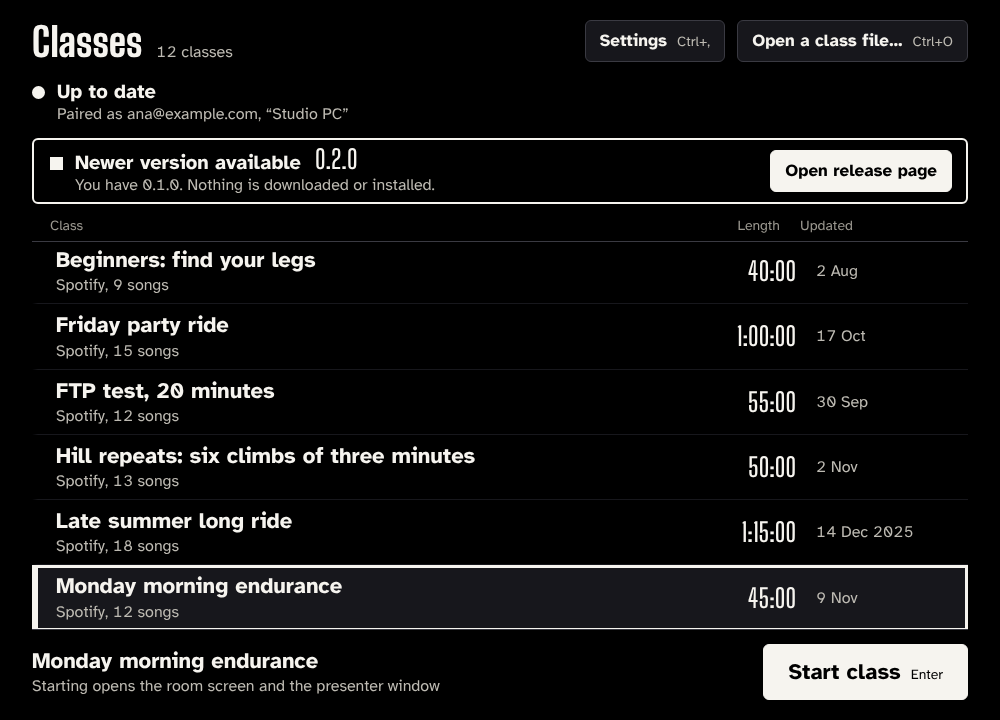 Classes 12 classes Settings Ctrl+, Open a class file... Ctrl+O
Up to date
Paired as ana@example.com, “Studio PC”
Newer version available 0.2.0
You have 0.1.0. Nothing is downloaded or installed.
Open release page
Class Length Updated
Beginners: find your legs
Spotify, 9 songs
40:00 2 Aug
Friday party ride
Spotify, 15 songs
1:00:00 17 Oct
FTP test, 20 minutes
Spotify, 12 songs
55:00 30 Sep
Hill repeats: six climbs of three minutes
Spotify, 13 songs
50:00 2 Nov
Late summer long ride
Spotify, 18 songs
1:15:00 14 Dec 2025
Monday morning endurance
Spotify, 12 songs
45:00 9 Nov
Monday morning endurance
Starting opens the room screen and the presenter window
Start class Enter